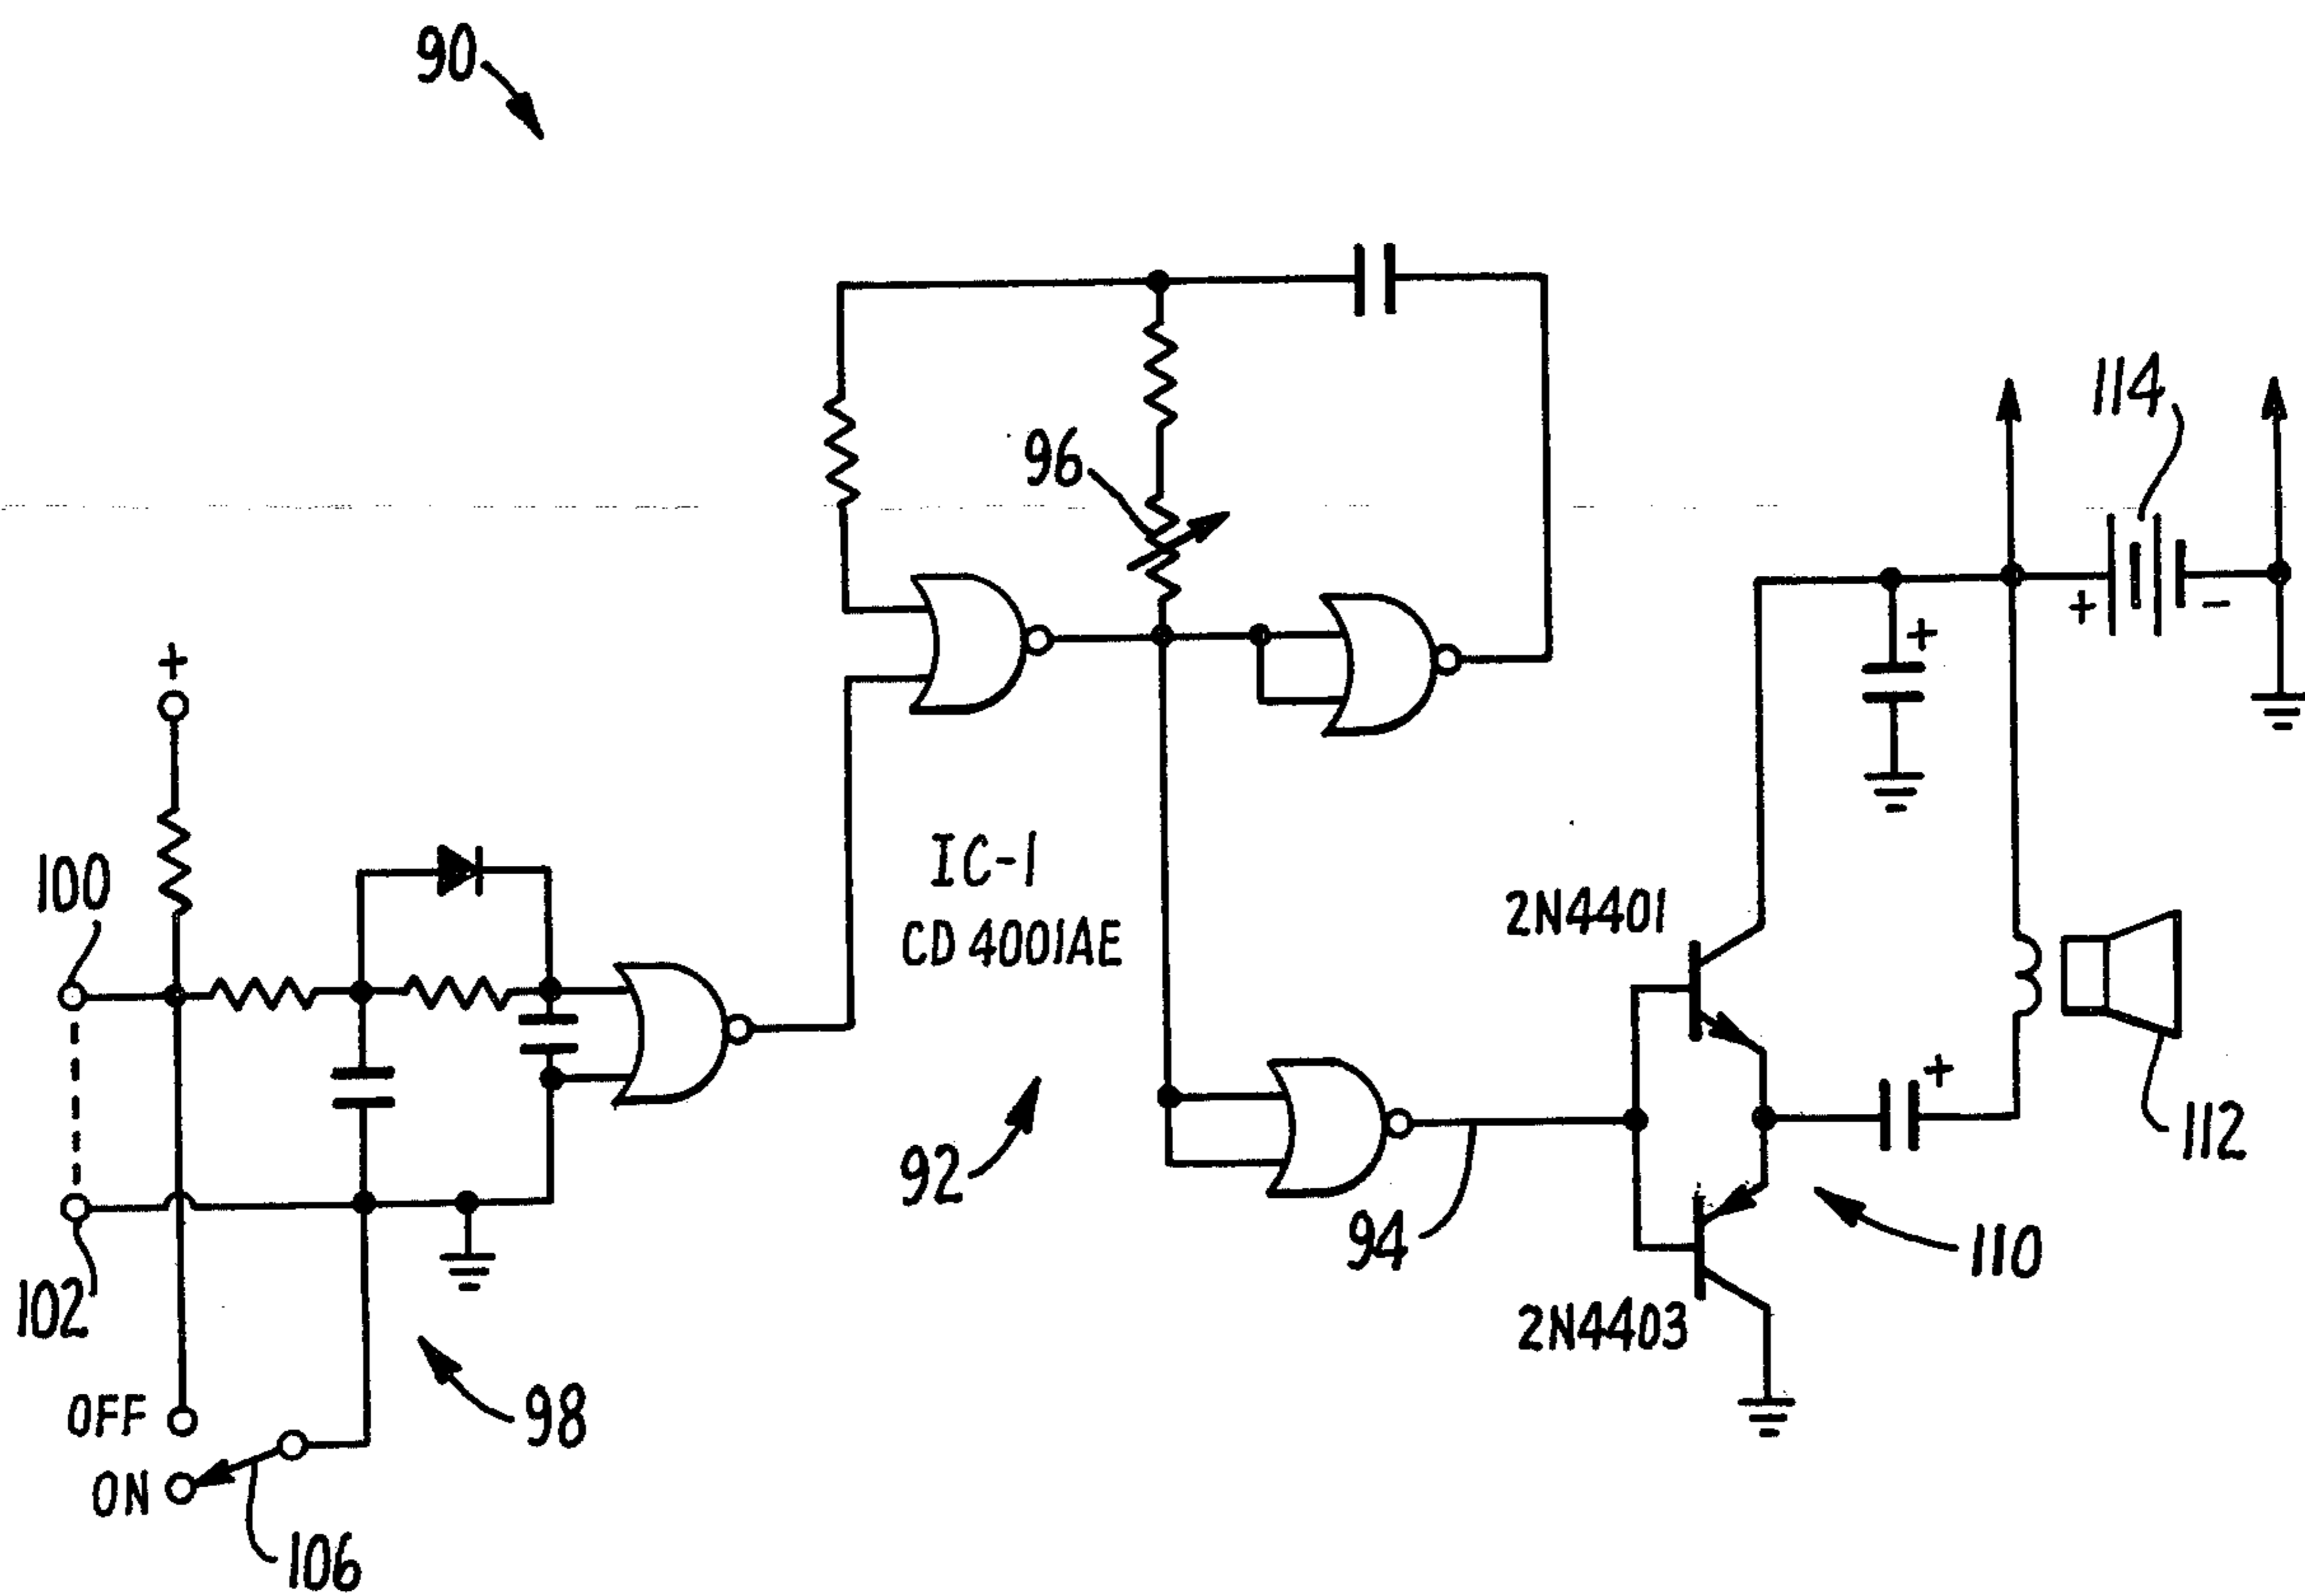 90
114
96
+
+
+ -
IC-1
CD 4001AE
100
2N4401
+
92
112
94
110
102
2N4403
98
OFF
ON
106